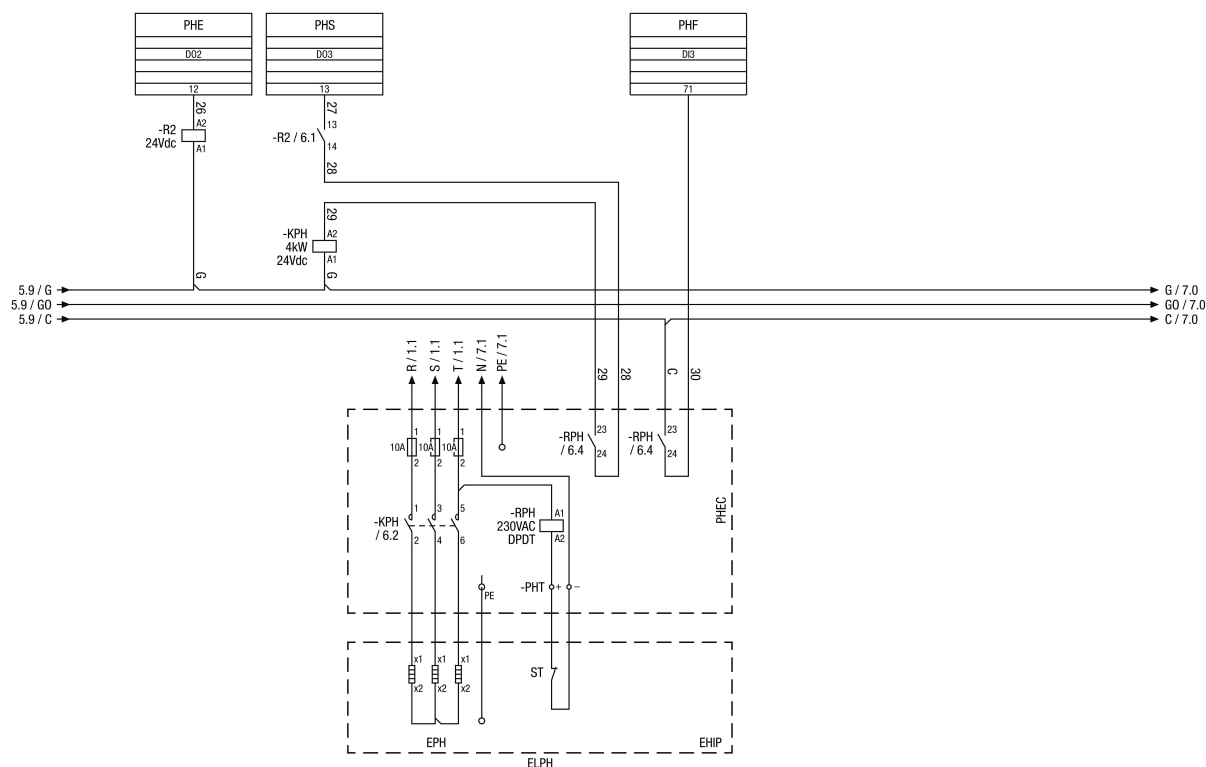 PHE
PHS
PHF
DO2
DO3
DI3
12
13
71
26
27
-R2
24Vdc
A2
A1
-R2 / 6.1
13
14
28
29
-KPH
4kW
24Vdc
A2
A1
G
G
5.9 / G
G / 7.0
5.9 / G0
G0 / 7.0
5.9 / C
C / 7.0
R / 1.1
S / 1.1
T / 1.1
N / 7.1
PE / 7.1
29
28
C
30
1
1
1
10A
10A
10A
2
2
2
-RPH
/ 6.4
23
24
-RPH
/ 6.4
23
24
-KPH
/ 6.2
1
3
5
2
4
6
-RPH
230VAC
DPDT
A1
A2
PHEC
-PHT
+
–
PE
x1
x1
x1
x2
x2
x2
ST
EPH
EHIP
ELPH